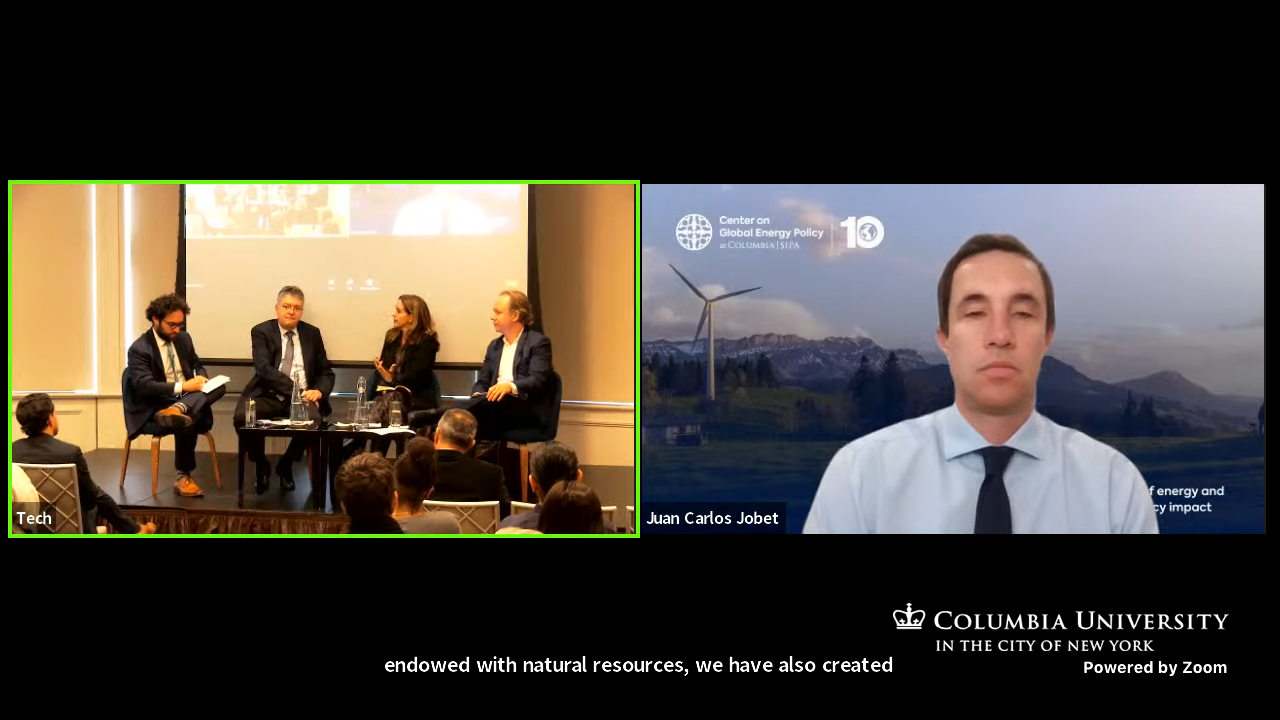 Center on
Global Energy Policy
at COLUMBIA | SIPA
10
f energy and
cy impact
Tech
Juan Carlos Jobet
COLUMBIA UNIVERSITY
IN THE CITY OF NEW YORK
endowed with natural resources, we have also created
Powered by Zoom